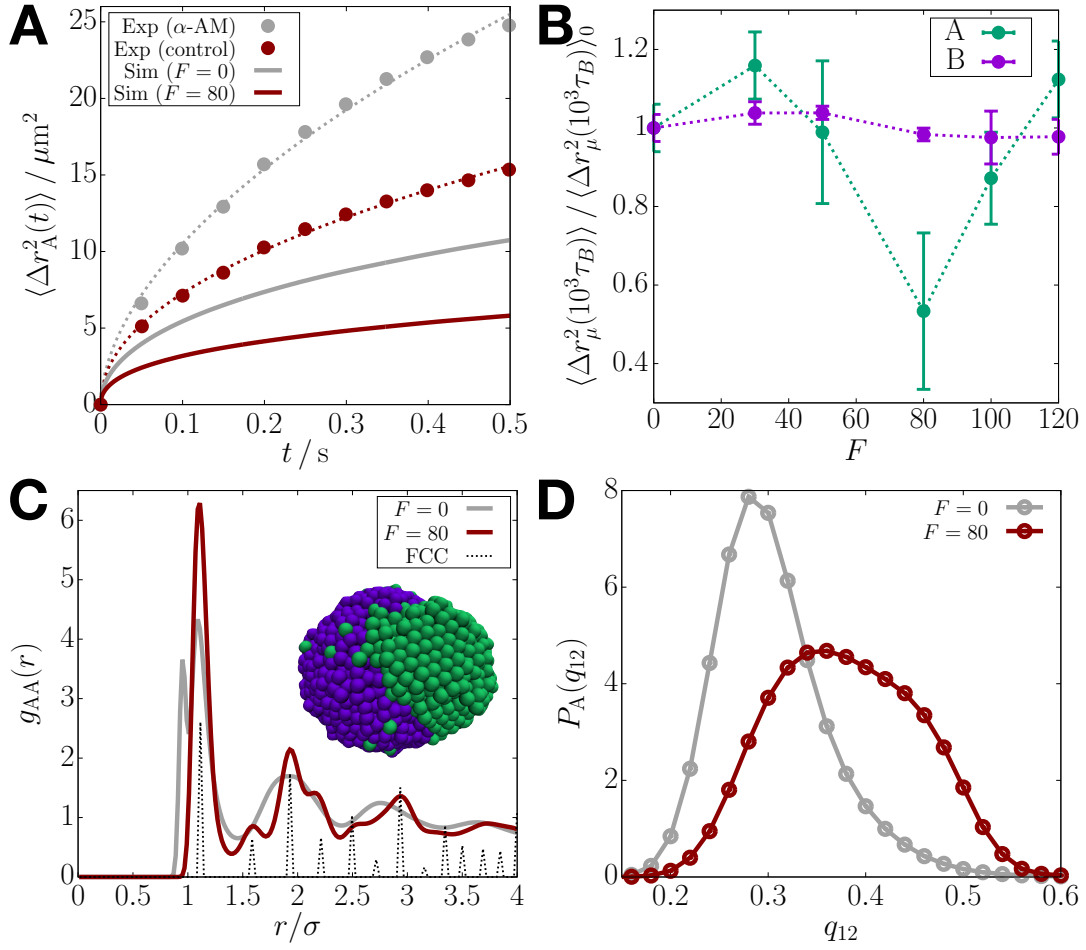 A
Exp (α-AM)
Exp (control)
Sim (F = 0)
Sim (F = 80)
⟨Δr²_A(t)⟩ / μm²
0
5
10
15
20
25
0 0.1 0.2 0.3 0.4 0.5
t / s
B
A
B
⟨Δr²_μ(10³τ_B)⟩ / ⟨Δr²_μ(10³τ_B)⟩₀
1.2
1
0.8
0.6
0.4
0 20 40 60 80 100 120
F
C
F = 0
F = 80
FCC
g_AA(r)
6
5
4
3
2
1
0
0 0.5 1 1.5 2 2.5 3 3.5 4
r/σ
D
F = 0
F = 80
P_A(q₁₂)
8
6
4
2
0
0.2 0.3 0.4 0.5 0.6
q₁₂